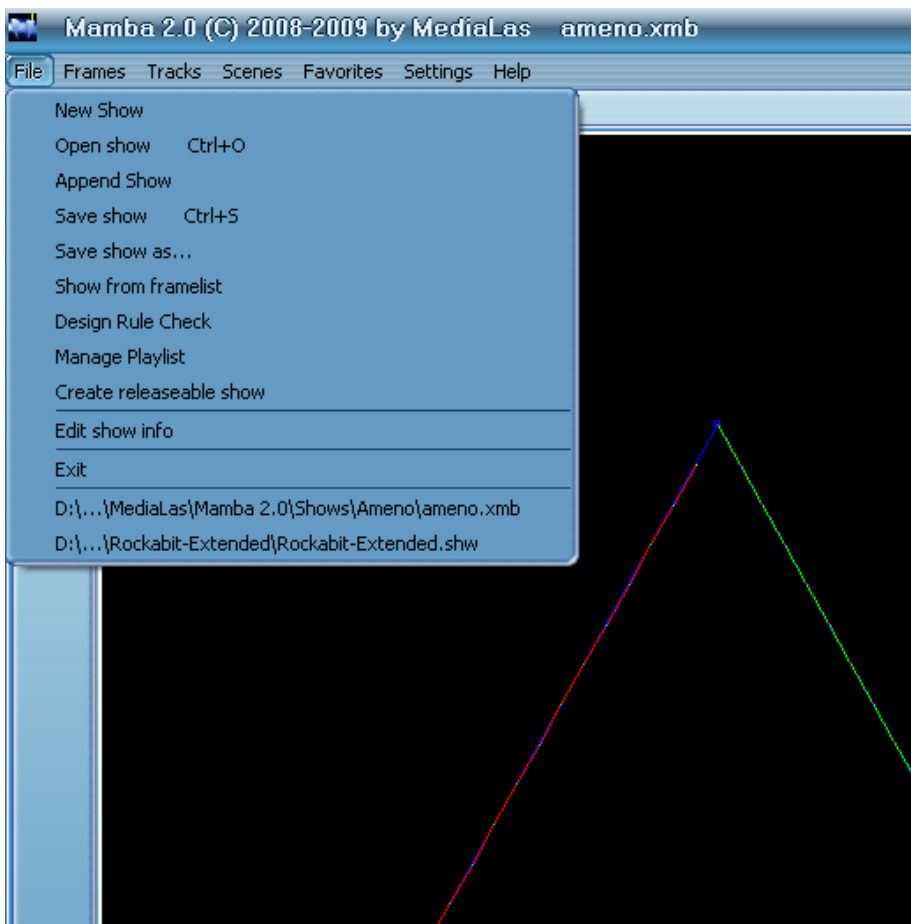 Mamba 2.0 (C) 2008-2009 by MediaLas ameno.xmb
File Frames Tracks Scenes Favorites Settings Help
New Show
Open show Ctrl+O
Append Show
Save show Ctrl+S
Save show as...
Show from framelist
Design Rule Check
Manage Playlist
Create releaseable show
Edit show info
Exit
D:\...\MediaLas\Mamba 2.0\Shows\Ameno\ameno.xmb
D:\...\Rockabit-Extended\Rockabit-Extended.shw